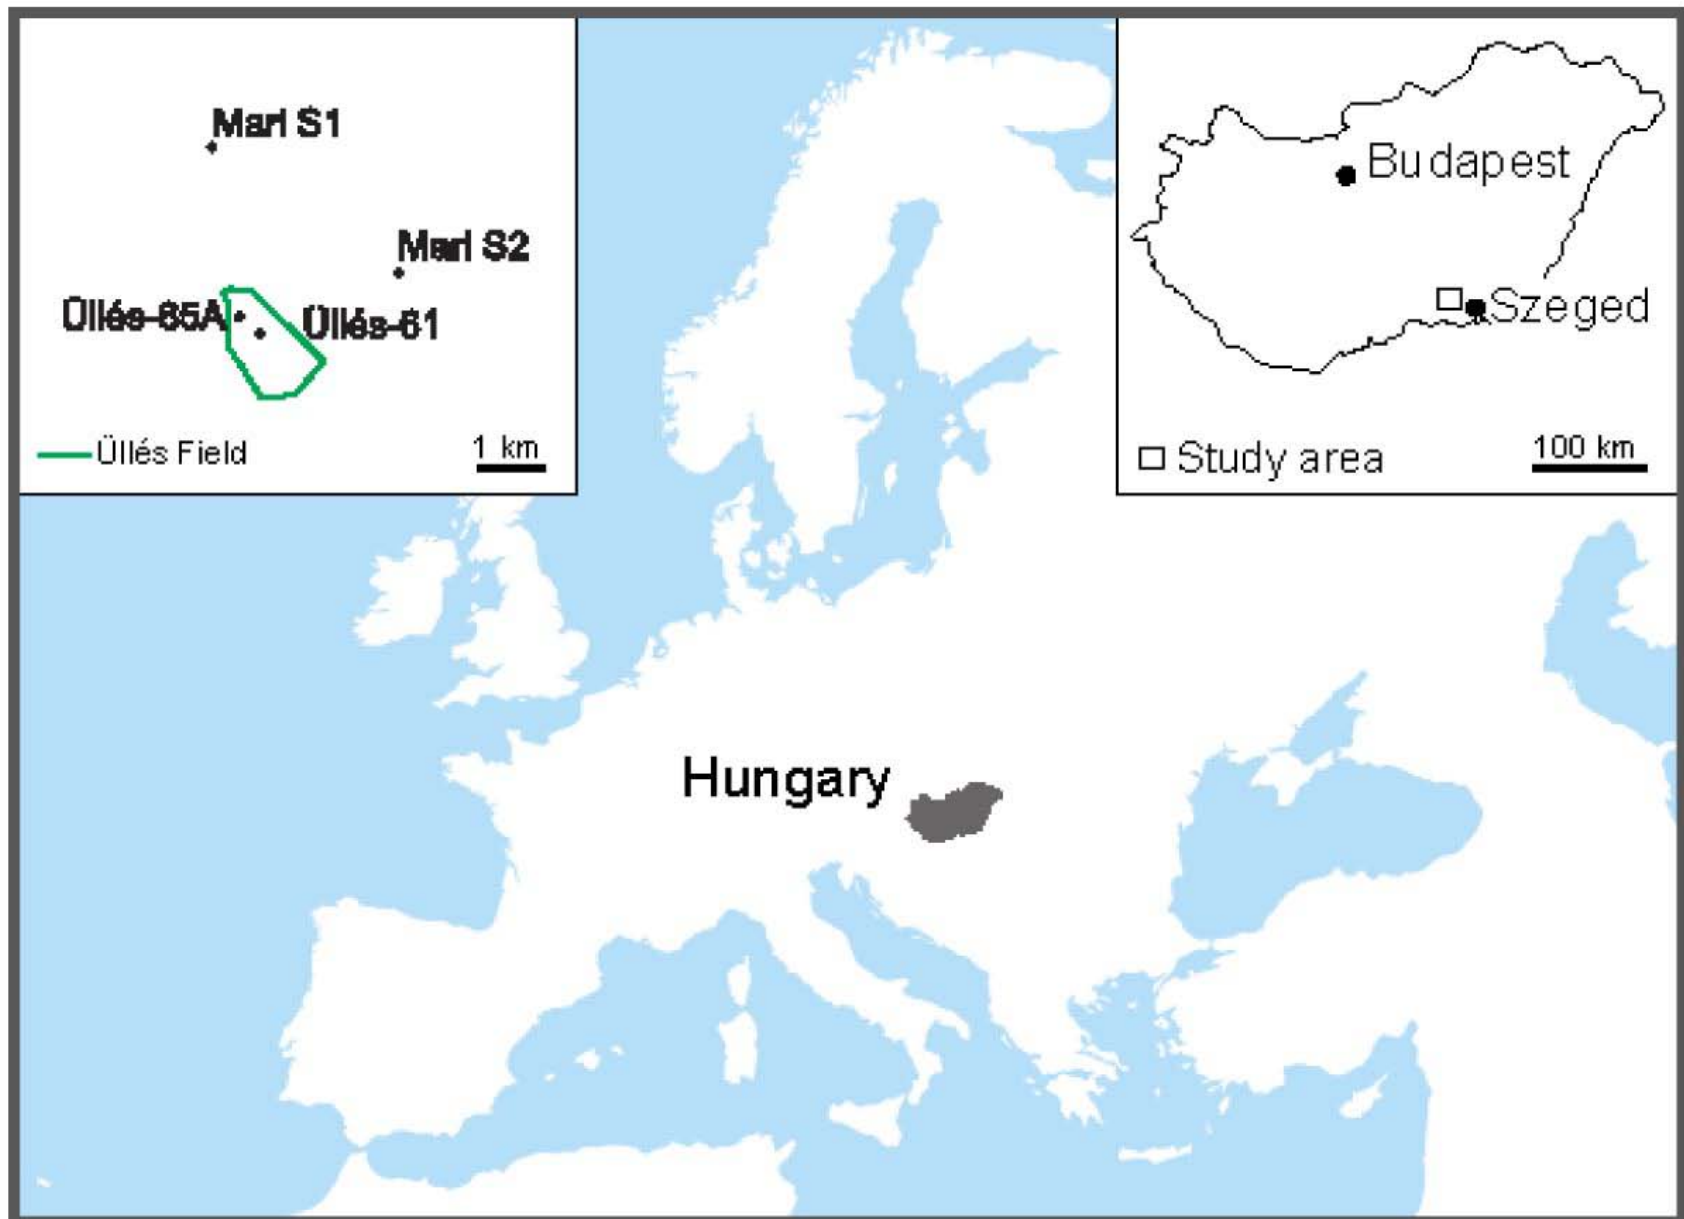 Marl S1
Marl S2
Üllés-65A
Üllés-61
Üllés Field
1 km
Budapest
Szeged
Study area
100 km
Hungary